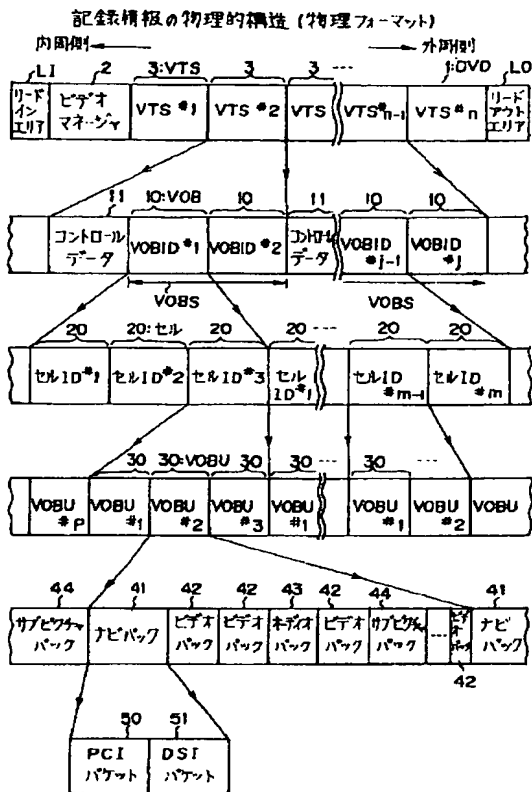 記録情報の物理的構造(物理フォーマット)
内周側 外周側
LI 2 3:VTS 3 3 --- 1:DVD LO
リードインエリア ビデオマネージャ VTS #1 VTS #2 VTS VTS#n-1 VTS #n リードアウトエリア
11 10:VOB 10 11 10 10
コントロールデータ VOBID #1 VOBID #2 コントロールデータ VOBID #j-1 VOBID #j
VOBS VOBS
20 20:セル 20 20 --- 20 20
セルID#1 セルID#2 セルID#3 セルID#1 セルID #m-1 セルID #m
30 30:VOBU 30 30 --- 30 ---
VOBU #P VOBU #1 VOBU #2 VOBU #3 VOBU #1 VOBU #1 VOBU #2 VOBU
44 41 42 42 43 42 44 41
サブピクチャパック ナビパック ビデオパック ビデオパック オーディオパック ビデオパック サブピクチャパック --- ビデオパック ナビパック
42
50 51
PCIパケット DSIパケット